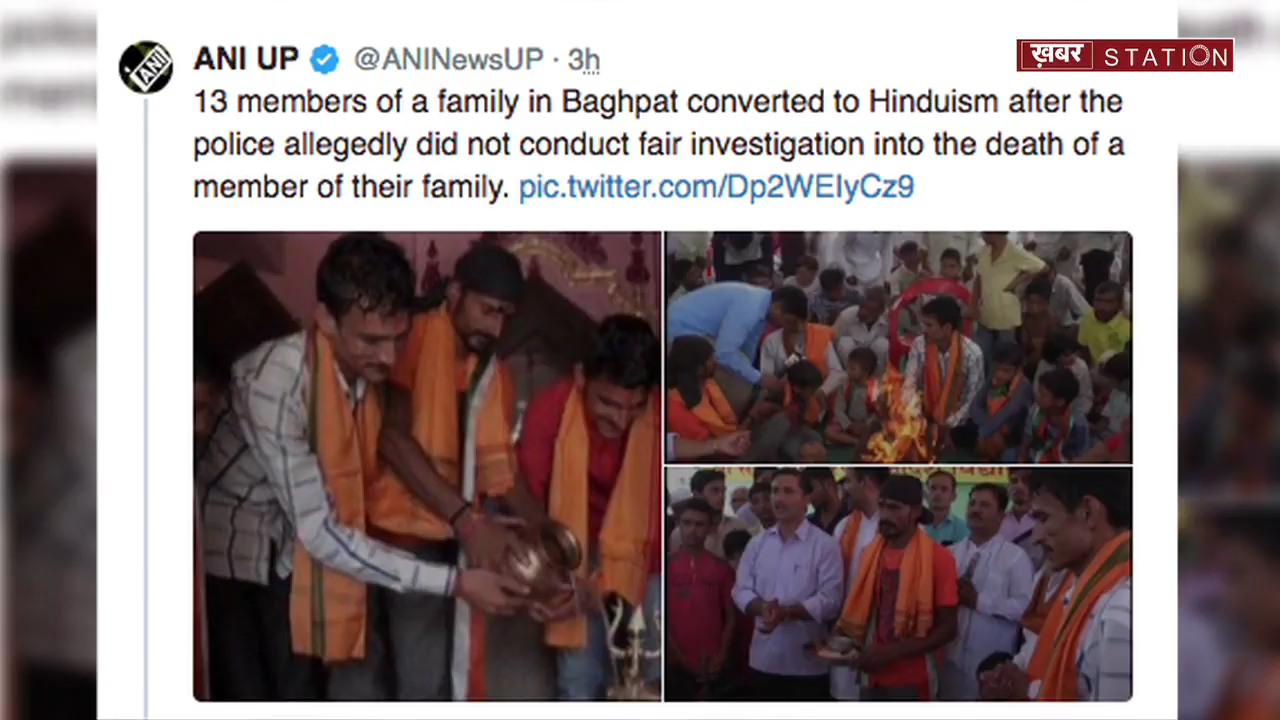 ANI UP @ANINewsUP · 3h
ख़बर STATION
13 members of a family in Baghpat converted to Hinduism after the
police allegedly did not conduct fair investigation into the death of a
member of their family. pic.twitter.com/Dp2WEIyCz9
ANI